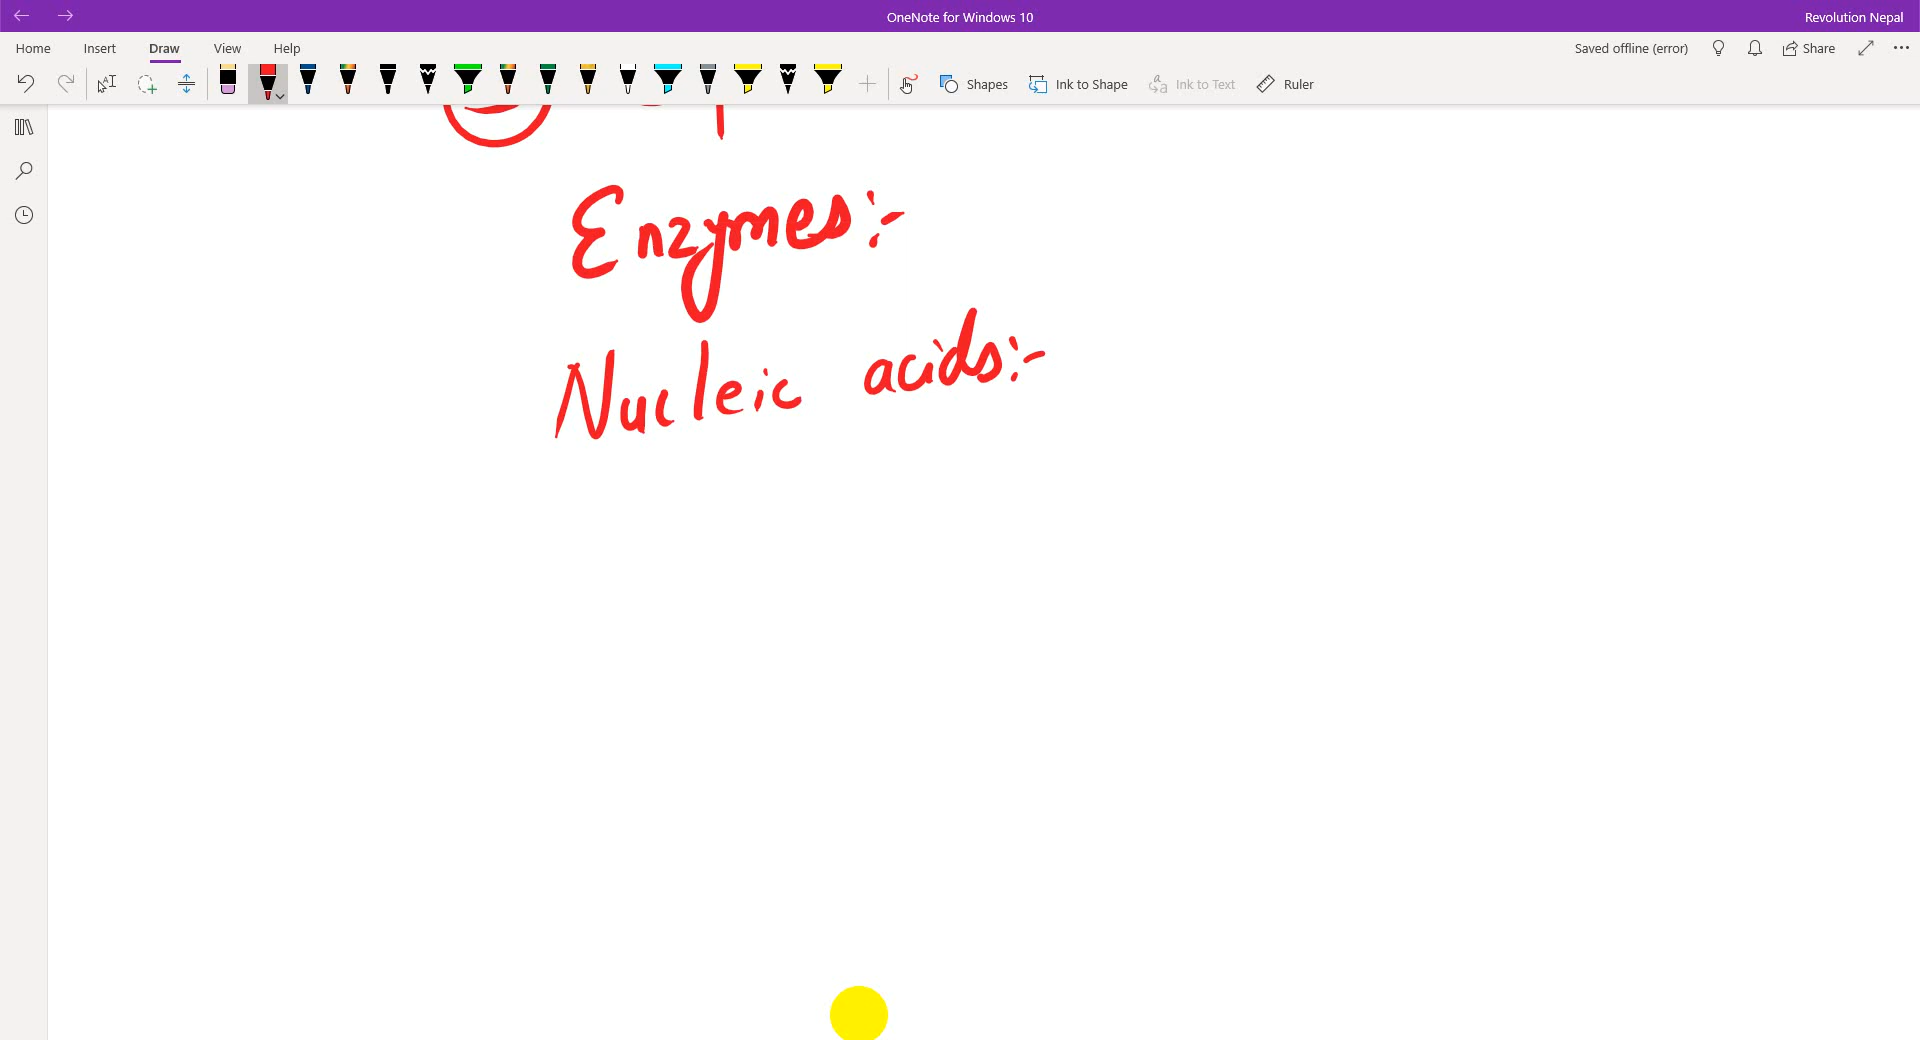 OneNote for Windows 10
Revolution Nepal
Home Insert Draw View Help
Saved offline (error) Share
Shapes Ink to Shape Ink to Text Ruler
Enzymes:-
Nucleic acids:-